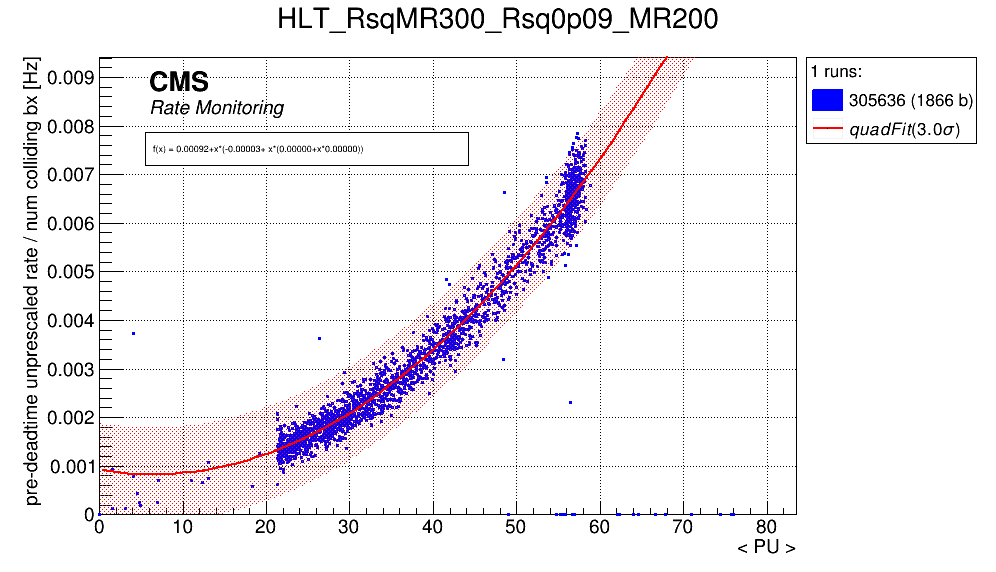 HLT_RsqMR300_Rsq0p09_MR200
pre-deadtime unprescaled rate / num colliding bx [Hz]
0.009
0.008
0.007
0.006
0.005
0.004
0.003
0.002
0.001
0
CMS
Rate Monitoring
f(x) = 0.00092+x*(-0.00003+ x*(0.00000+x*0.00000))
1 runs:
305636 (1866 b)
quadFit(3.0σ)
0 10 20 30 40 50 60 70 80
< PU >